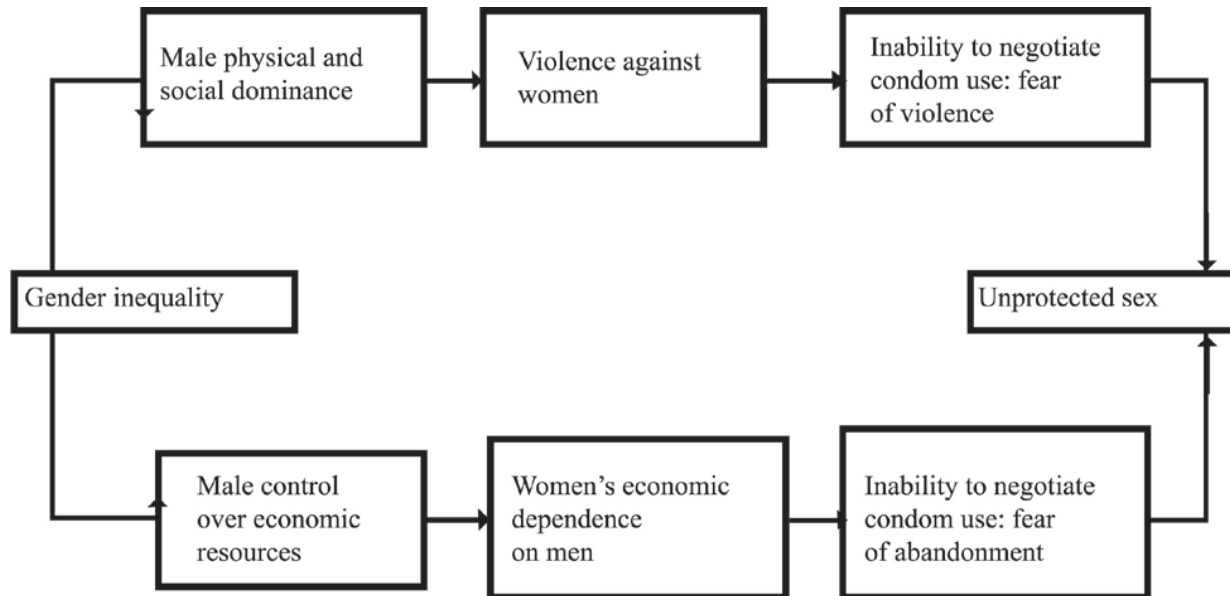 Male physical and
social dominance
Violence against
women
Inability to negotiate
condom use: fear
of violence
Gender inequality
Unprotected sex
Male control
over economic
resources
Women’s economic
dependence
on men
Inability to negotiate
condom use: fear
of abandonment